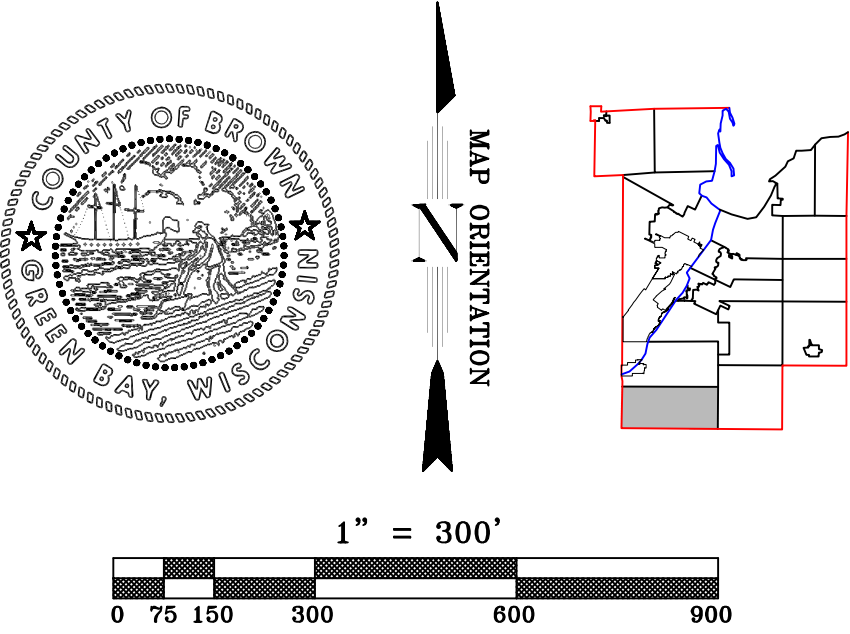 COUNTY OF BROWN
GREEN BAY, WISCONSIN
MAP ORIENTATION
N
1" = 300'
0 75 150 300 600 900